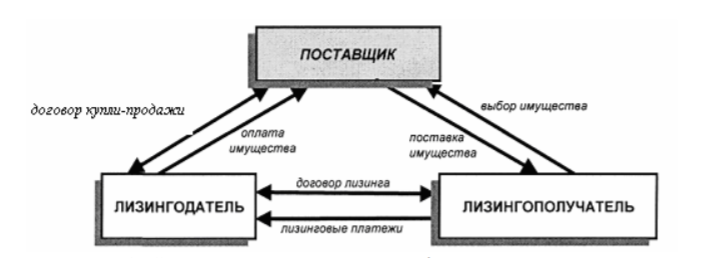 ПОСТАВЩИК
договор купли-продажи
выбор имущества
оплата
имущества
поставка
имущества
договор лизинга
ЛИЗИНГОДАТЕЛЬ
ЛИЗИНГОПОЛУЧАТЕЛЬ
лизинговые платежи